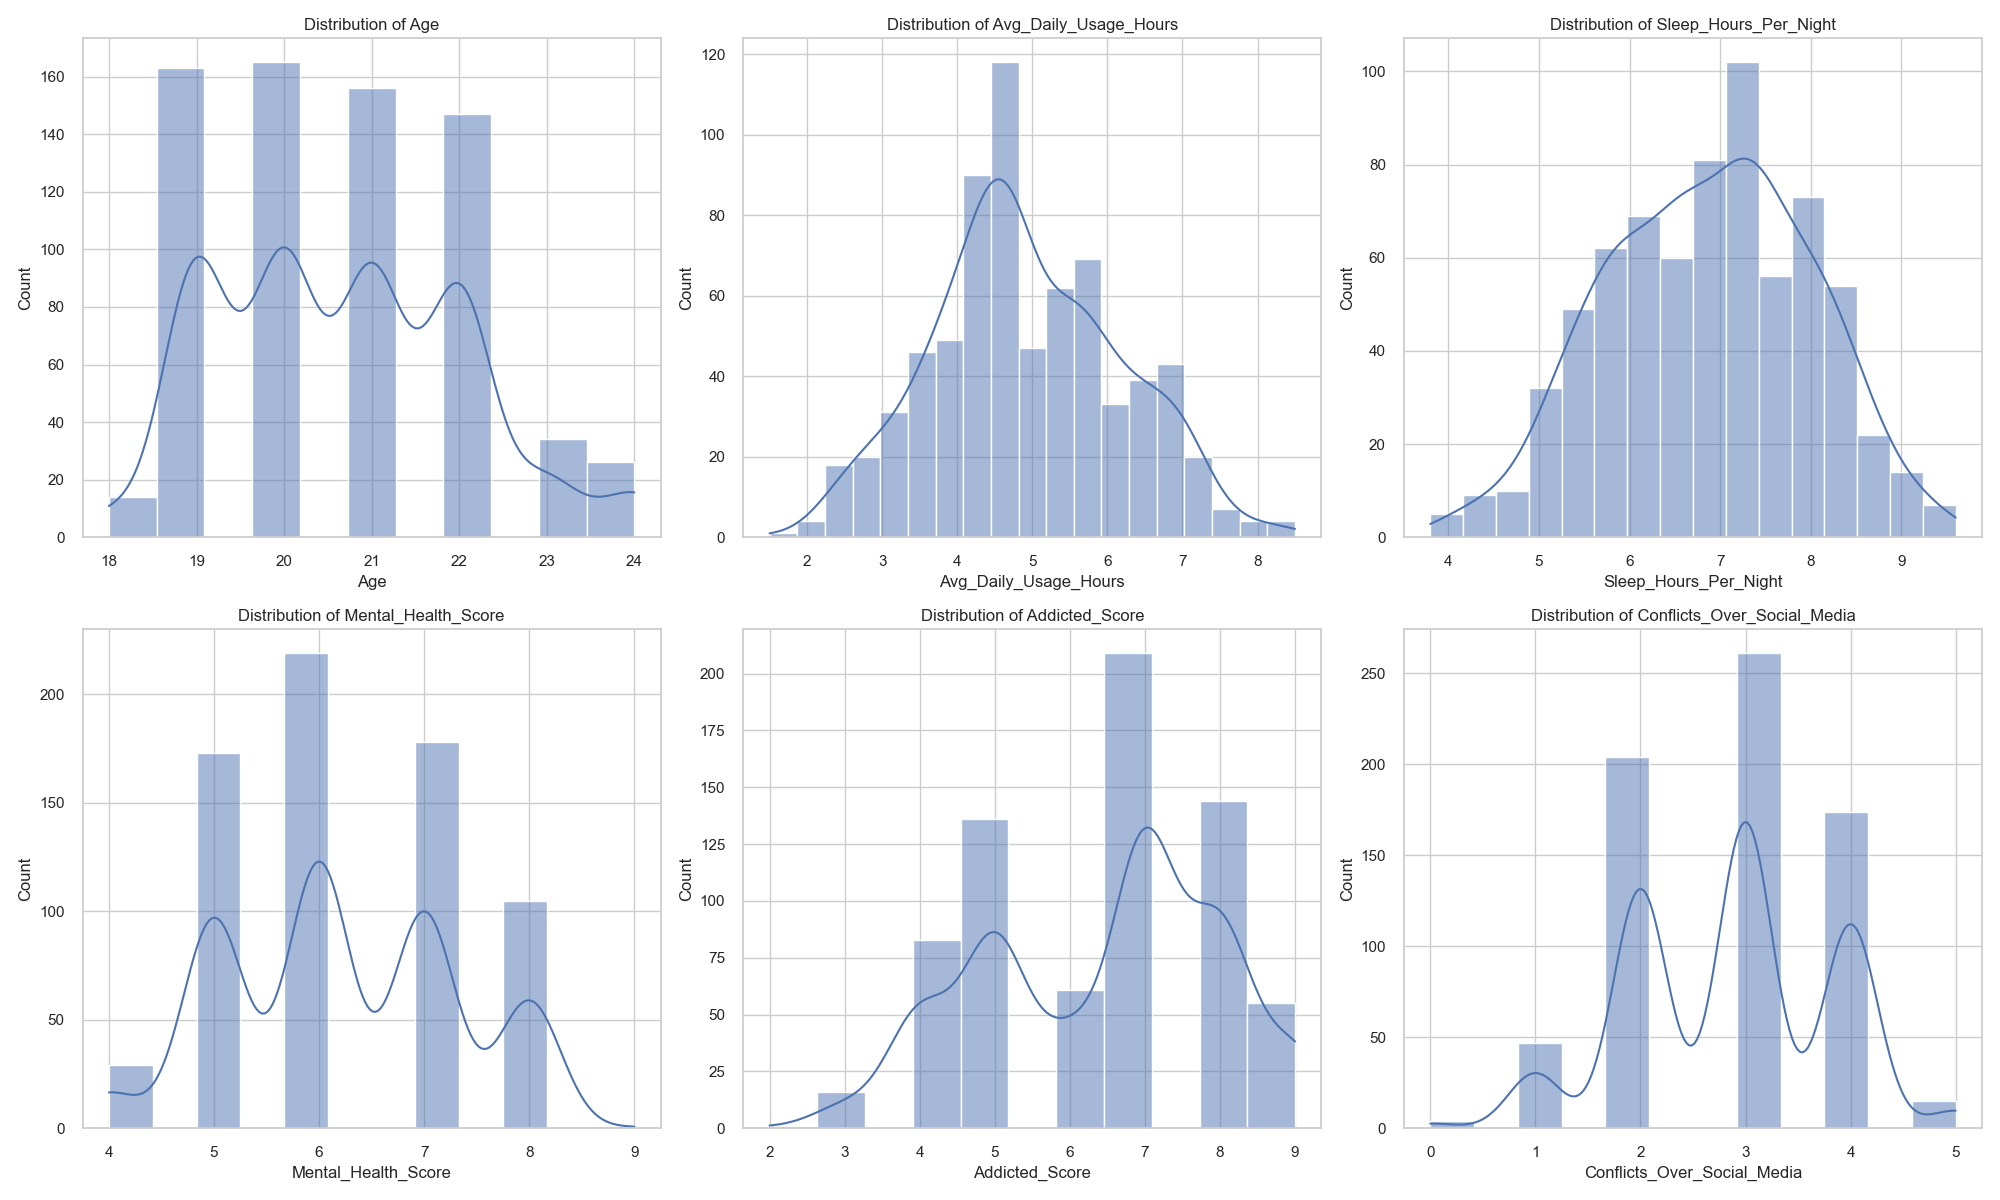 Distribution of Age
160
140
120
100
80
60
40
20
0
Count
18 19 20 21 22 23 24
Age
Distribution of Avg_Daily_Usage_Hours
120
100
80
60
40
20
0
Count
2 3 4 5 6 7 8
Avg_Daily_Usage_Hours
Distribution of Sleep_Hours_Per_Night
100
80
60
40
20
0
Count
4 5 6 7 8 9
Sleep_Hours_Per_Night
Distribution of Mental_Health_Score
200
150
100
50
0
Count
4 5 6 7 8 9
Mental_Health_Score
Distribution of Addicted_Score
200
175
150
125
100
75
50
25
0
Count
2 3 4 5 6 7 8 9
Addicted_Score
Distribution of Conflicts_Over_Social_Media
250
200
150
100
50
0
Count
0 1 2 3 4 5
Conflicts_Over_Social_Media